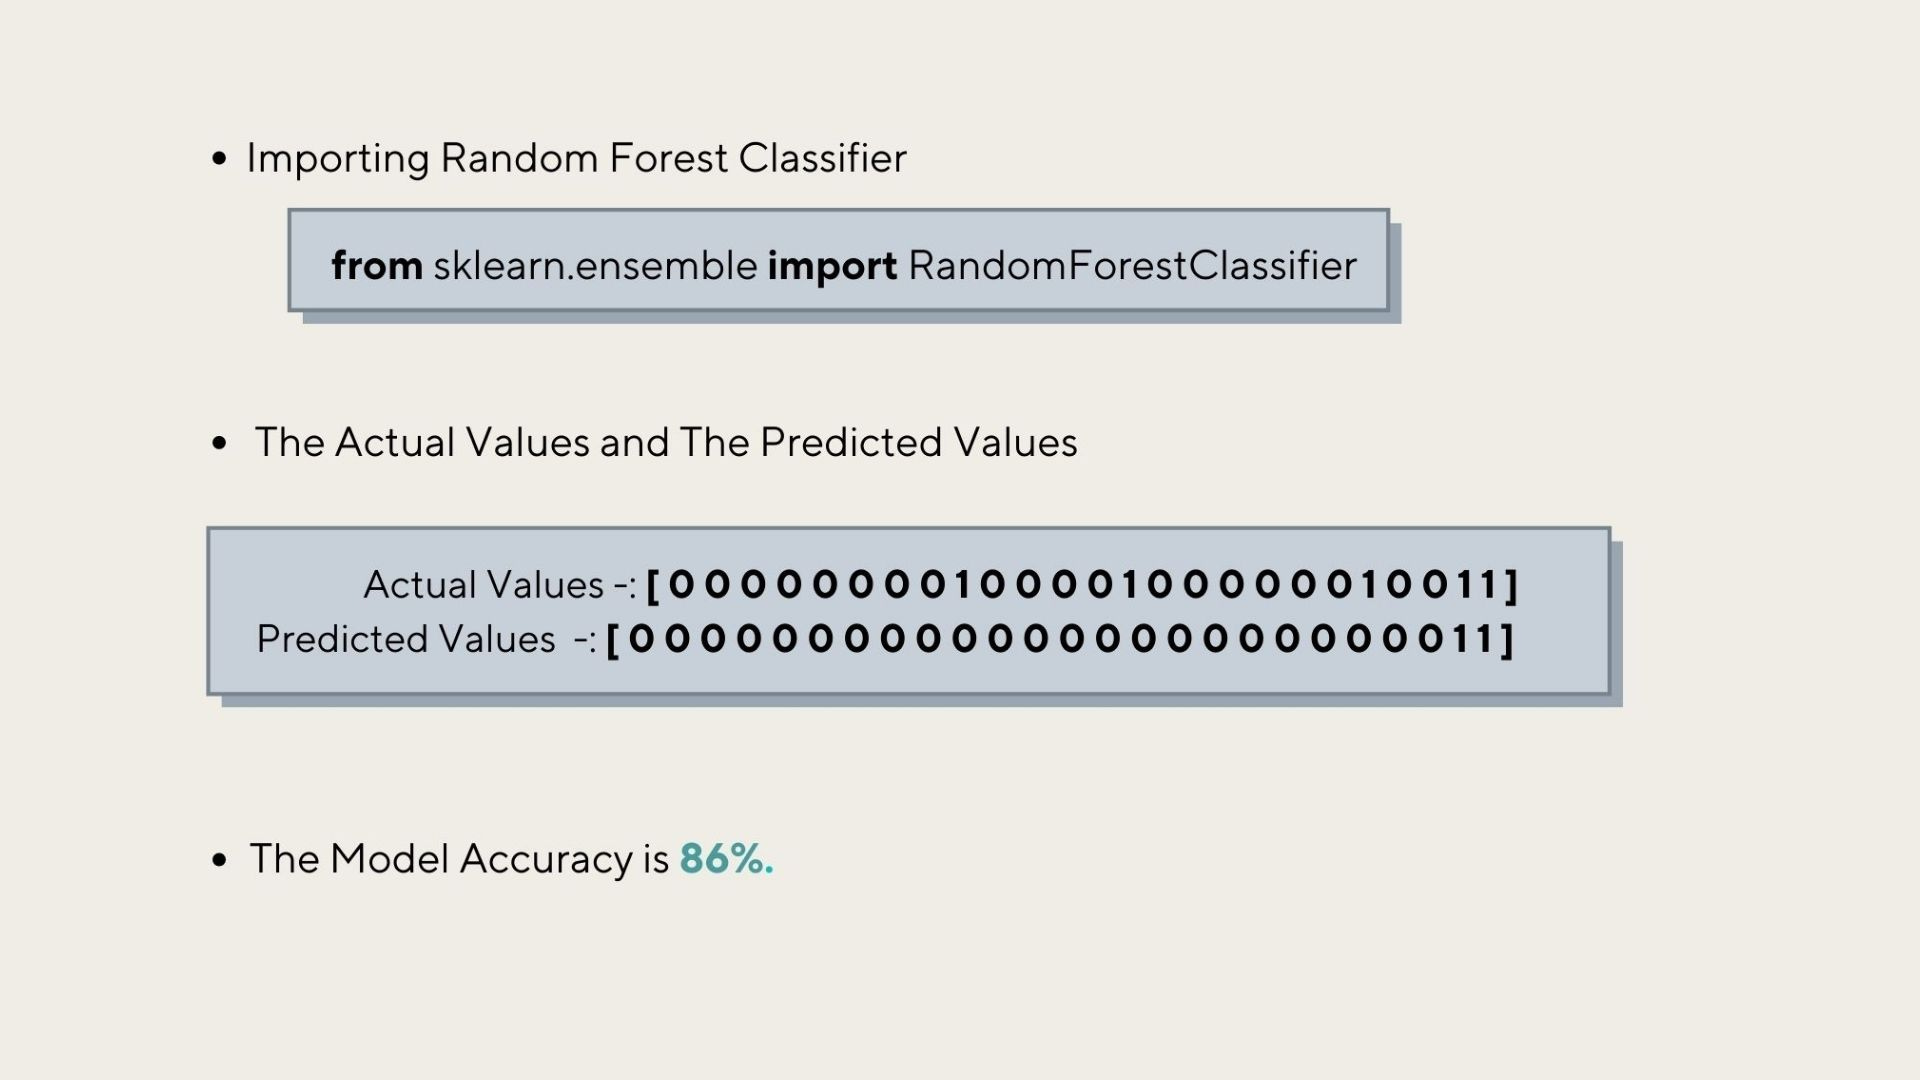 • Importing Random Forest Classifier
from sklearn.ensemble import RandomForestClassifier
• The Actual Values and The Predicted Values
Actual Values -: [ 0 0 0 0 0 0 0 0 1 0 0 0 0 1 0 0 0 0 0 0 1 0 0 1 1 ]
Predicted Values -: [ 0 0 0 0 0 0 0 0 0 0 0 0 0 0 0 0 0 0 0 0 0 0 0 1 1 ]
• The Model Accuracy is 86%.